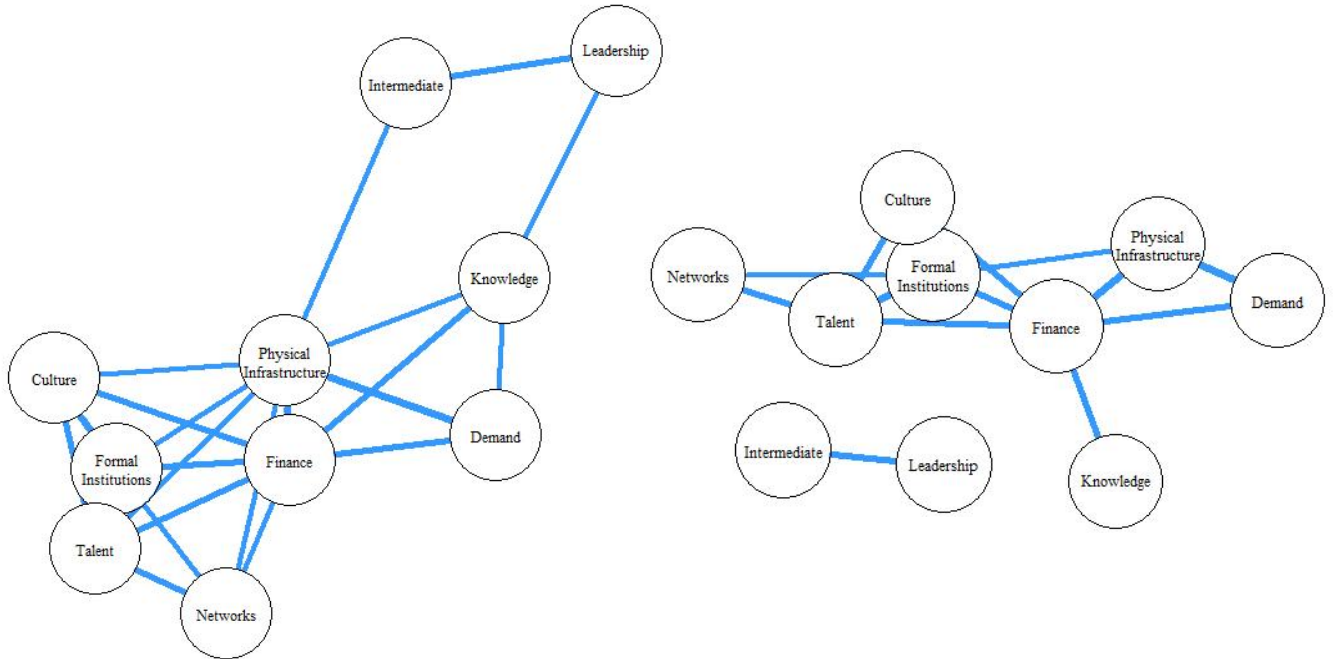 Leadership
Intermediate
Knowledge
Physical
Infrastructure
Culture
Demand
Finance
Formal
Institutions
Talent
Networks
Culture
Physical
Infrastructure
Networks
Formal
Institutions
Demand
Talent
Finance
Intermediate
Leadership
Knowledge